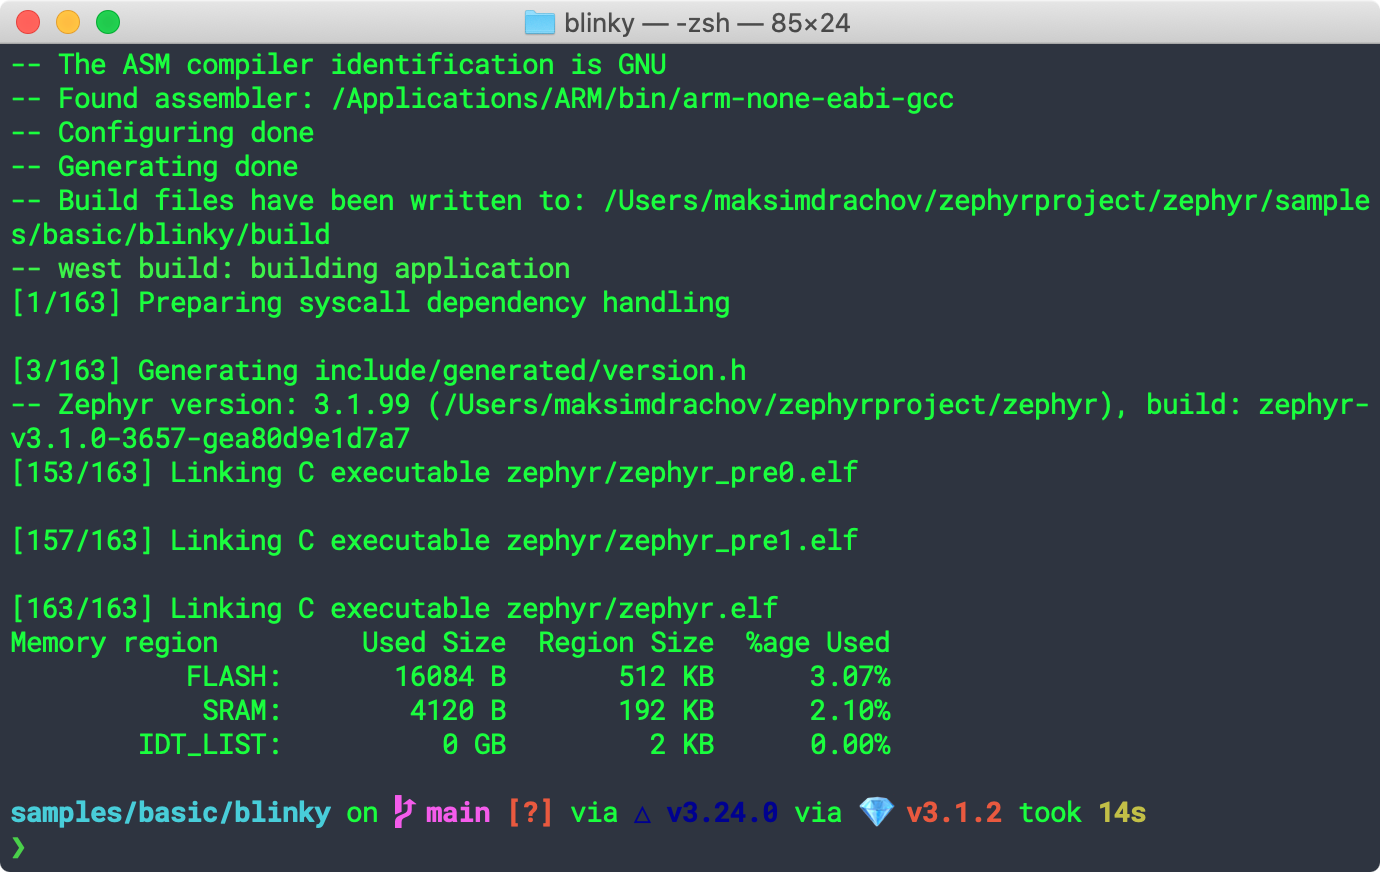 blinky — -zsh — 85×24
-- The ASM compiler identification is GNU
-- Found assembler: /Applications/ARM/bin/arm-none-eabi-gcc
-- Configuring done
-- Generating done
-- Build files have been written to: /Users/maksimdrachov/zephyrproject/zephyr/sample
s/basic/blinky/build
-- west build: building application
[1/163] Preparing syscall dependency handling
[3/163] Generating include/generated/version.h
-- Zephyr version: 3.1.99 (/Users/maksimdrachov/zephyrproject/zephyr), build: zephyr-
v3.1.0-3657-gea80d9e1d7a7
[153/163] Linking C executable zephyr/zephyr_pre0.elf
[157/163] Linking C executable zephyr/zephyr_pre1.elf
[163/163] Linking C executable zephyr/zephyr.elf
Memory region         Used Size  Region Size  %age Used
           FLASH:       16084 B       512 KB      3.07%
            SRAM:        4120 B       192 KB      2.10%
        IDT_LIST:          0 GB         2 KB      0.00%
samples/basic/blinky on main [?] via △ v3.24.0 via 💎 v3.1.2 took 14s
❯